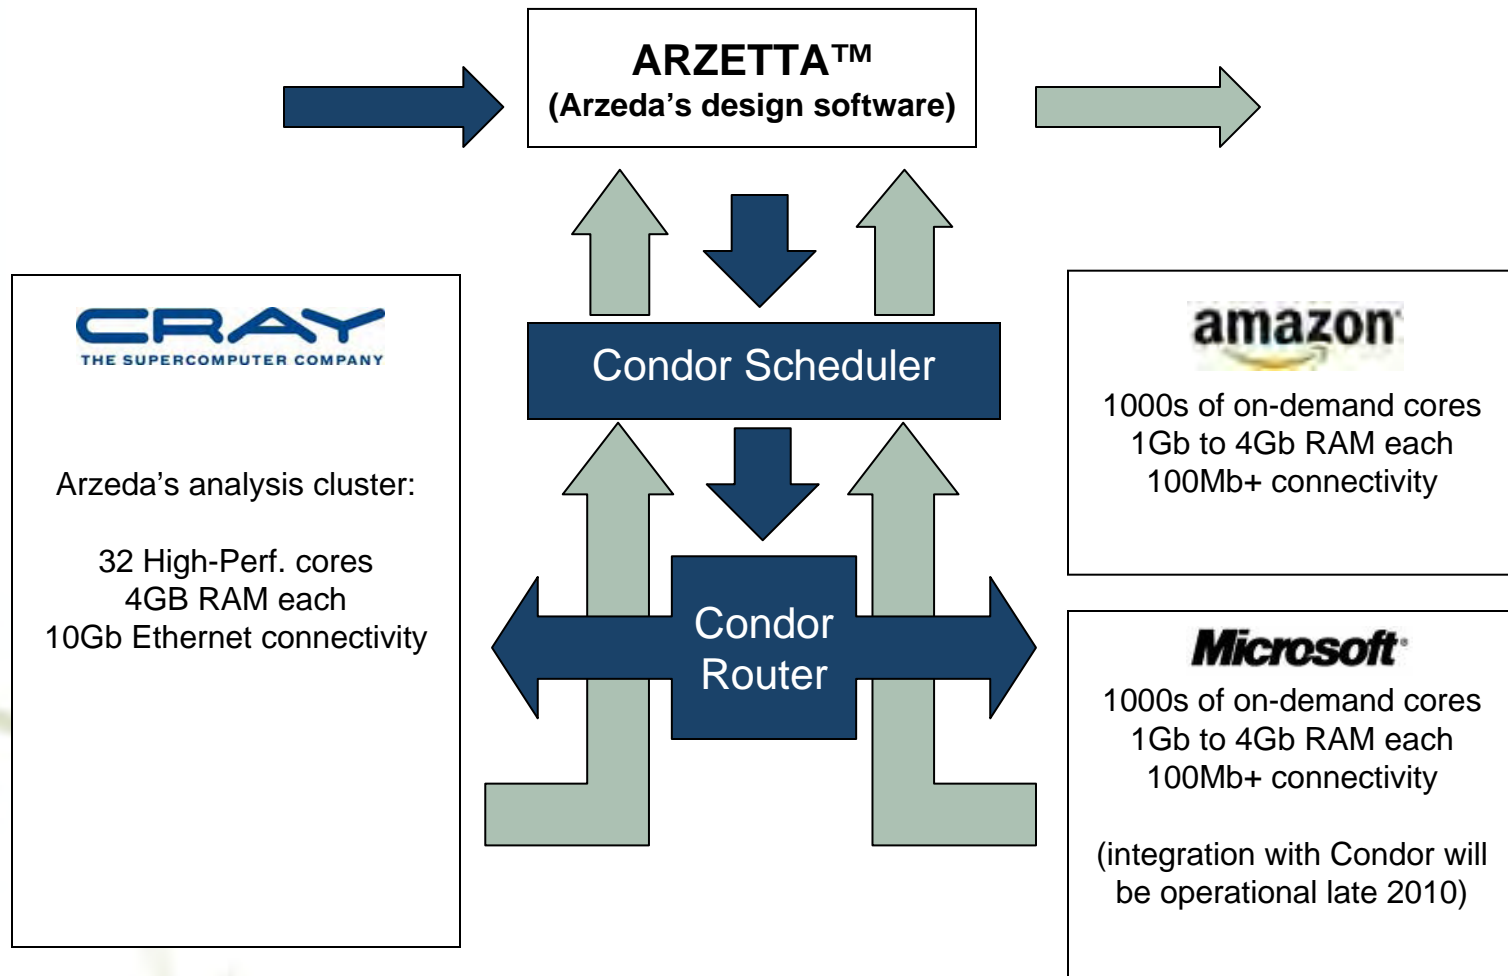 ARZETTA™
(Arzeda's design software)
CRAY
THE SUPERCOMPUTER COMPANY
Arzeda's analysis cluster:
32 High-Perf. cores
4GB RAM each
10Gb Ethernet connectivity
Condor Scheduler
Condor
Router
amazon
1000s of on-demand cores
1Gb to 4Gb RAM each
100Mb+ connectivity
Microsoft
1000s of on-demand cores
1Gb to 4Gb RAM each
100Mb+ connectivity
(integration with Condor will
be operational late 2010)